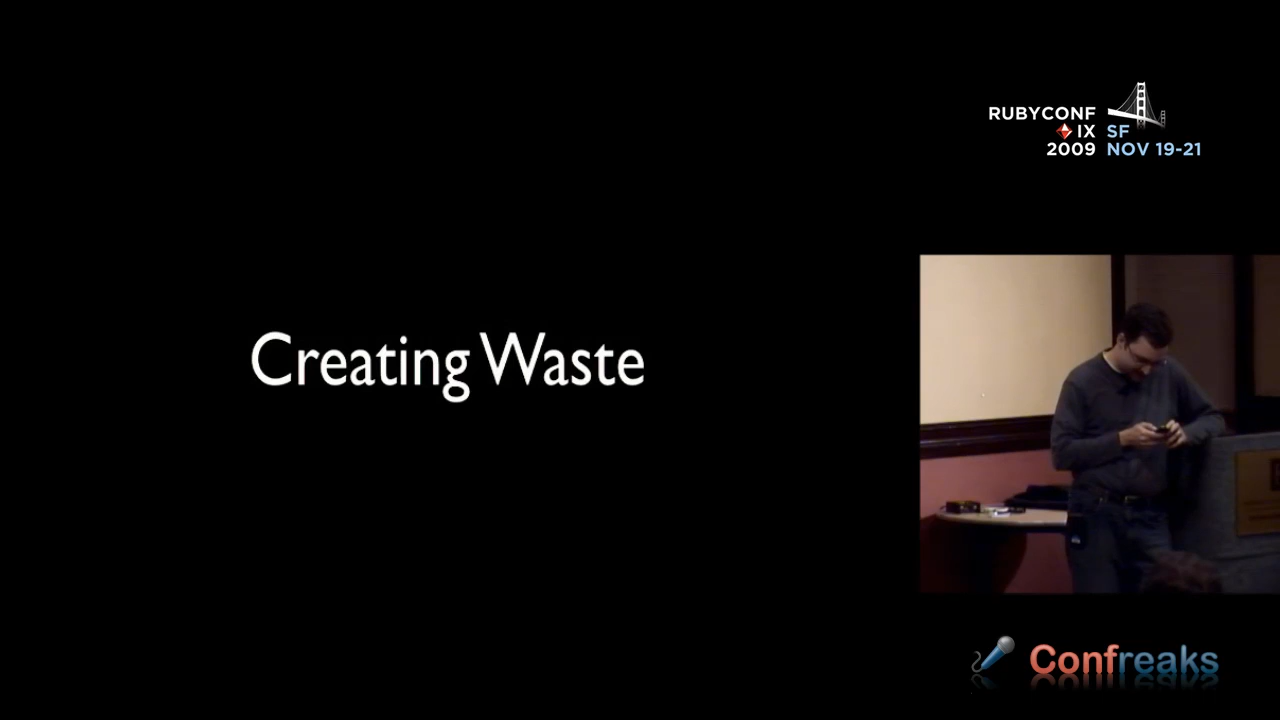 RUBYCONF
IX SF
2009 NOV 19-21
Creating Waste
Confreaks